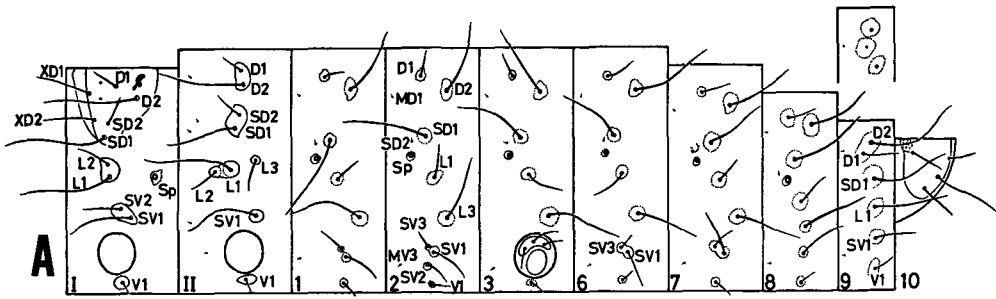 XD1
D1
D2
XD2
SD2
SD1
L2
L1
Sp
SV2
SV1
V1
I
D1
D2
SD2
SD1
L3
L1
L2
SV1
V1
II
1
D1
MD1
D2
SD1
SD2
L1
Sp
L3
SV3
SV1
MV3
SV2
V1
2
3
SV3
SV1
6
7
8
D2
D1
SD1
L1
SV1
V1
9
10
A